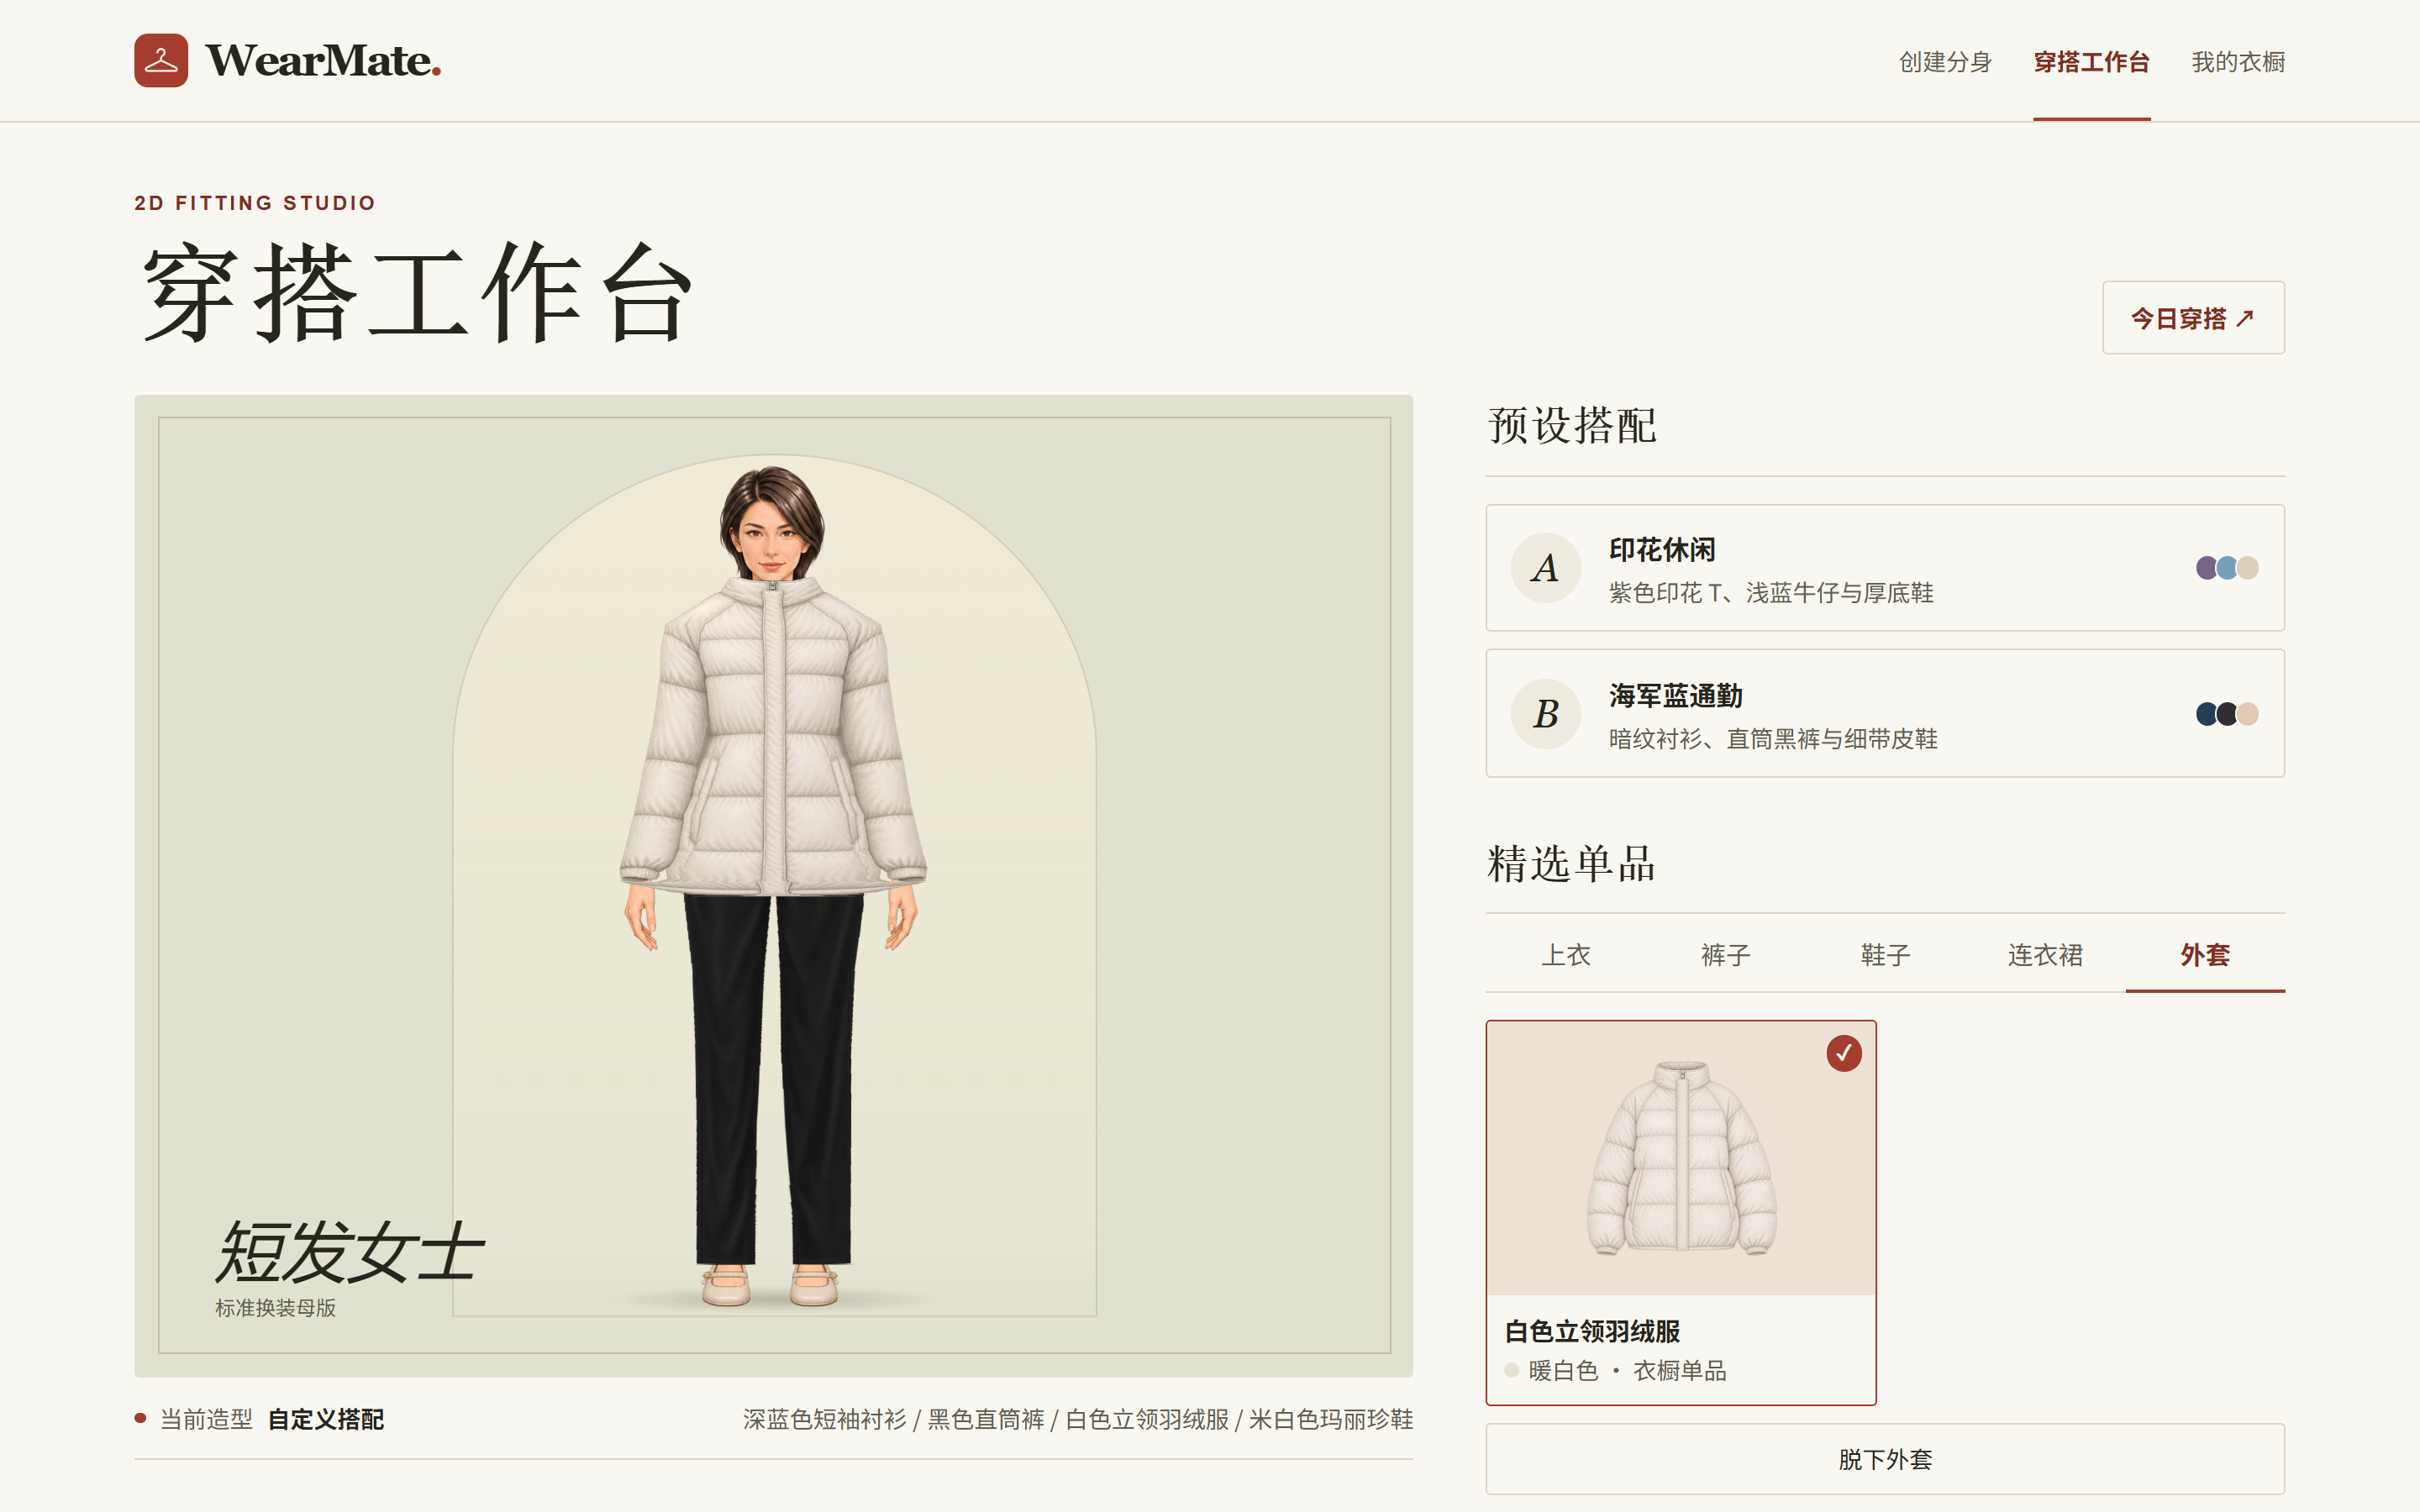 WearMate.
创建分身
穿搭工作台
我的衣橱
2D FITTING STUDIO
穿搭工作台
今日穿搭 ↗
短发女士
标准换装母版
当前造型 自定义搭配
深蓝色短袖衬衫 / 黑色直筒裤 / 白色立领羽绒服 / 米白色玛丽珍鞋
预设搭配
A
印花休闲
紫色印花 T、浅蓝牛仔与厚底鞋
B
海军蓝通勤
暗纹衬衫、直筒黑裤与细带皮鞋
精选单品
上衣
裤子
鞋子
连衣裙
外套
白色立领羽绒服
暖白色 · 衣橱单品
脱下外套